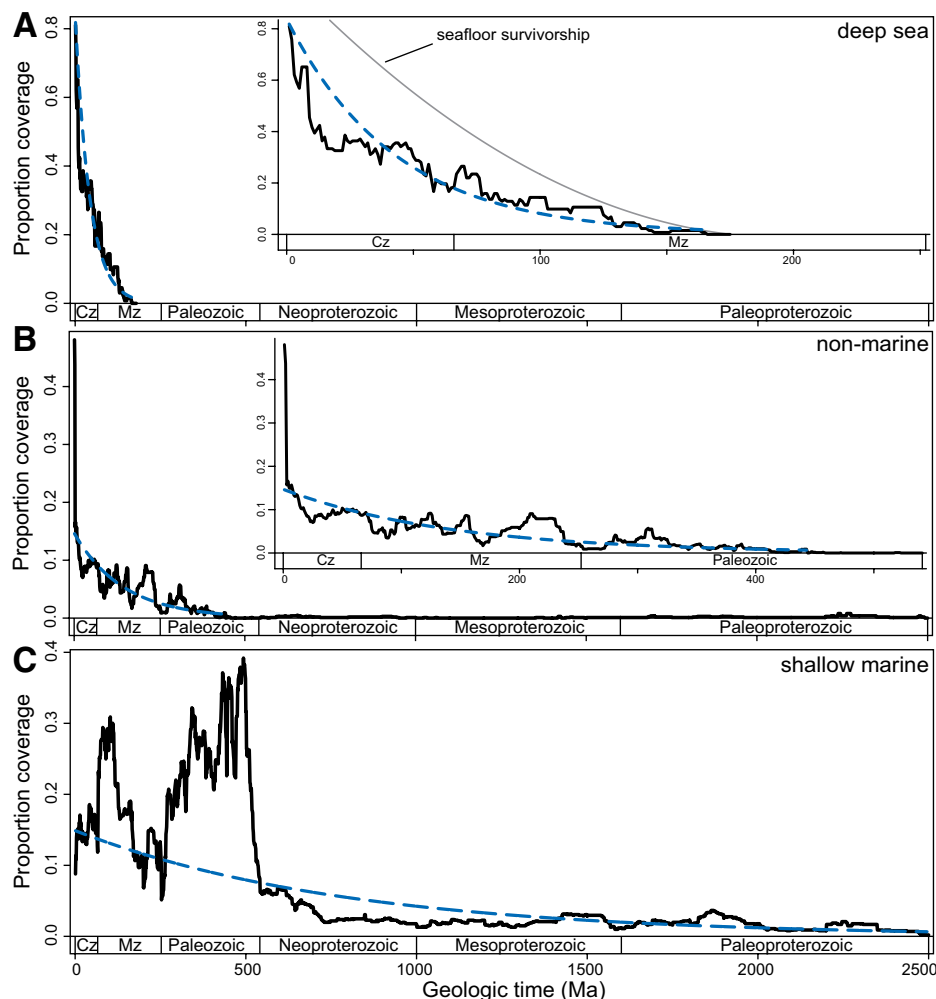 A
deep sea
Proportion coverage
0.0 0.2 0.4 0.6 0.8
seafloor survivorship
0.0 0.2 0.4 0.6 0.8
Cz Mz
0 100 200
Cz Mz Paleozoic Neoproterozoic Mesoproterozoic Paleoproterozoic
B
non-marine
Proportion coverage
0.0 0.1 0.2 0.3 0.4
0.0 0.1 0.2 0.3 0.4
Cz Mz Paleozoic
0 200 400
Cz Mz Paleozoic Neoproterozoic Mesoproterozoic Paleoproterozoic
C
shallow marine
Proportion coverage
0.0 0.1 0.2 0.3 0.4
Cz Mz Paleozoic Neoproterozoic Mesoproterozoic Paleoproterozoic
0 500 1000 1500 2000 2500
Geologic time (Ma)